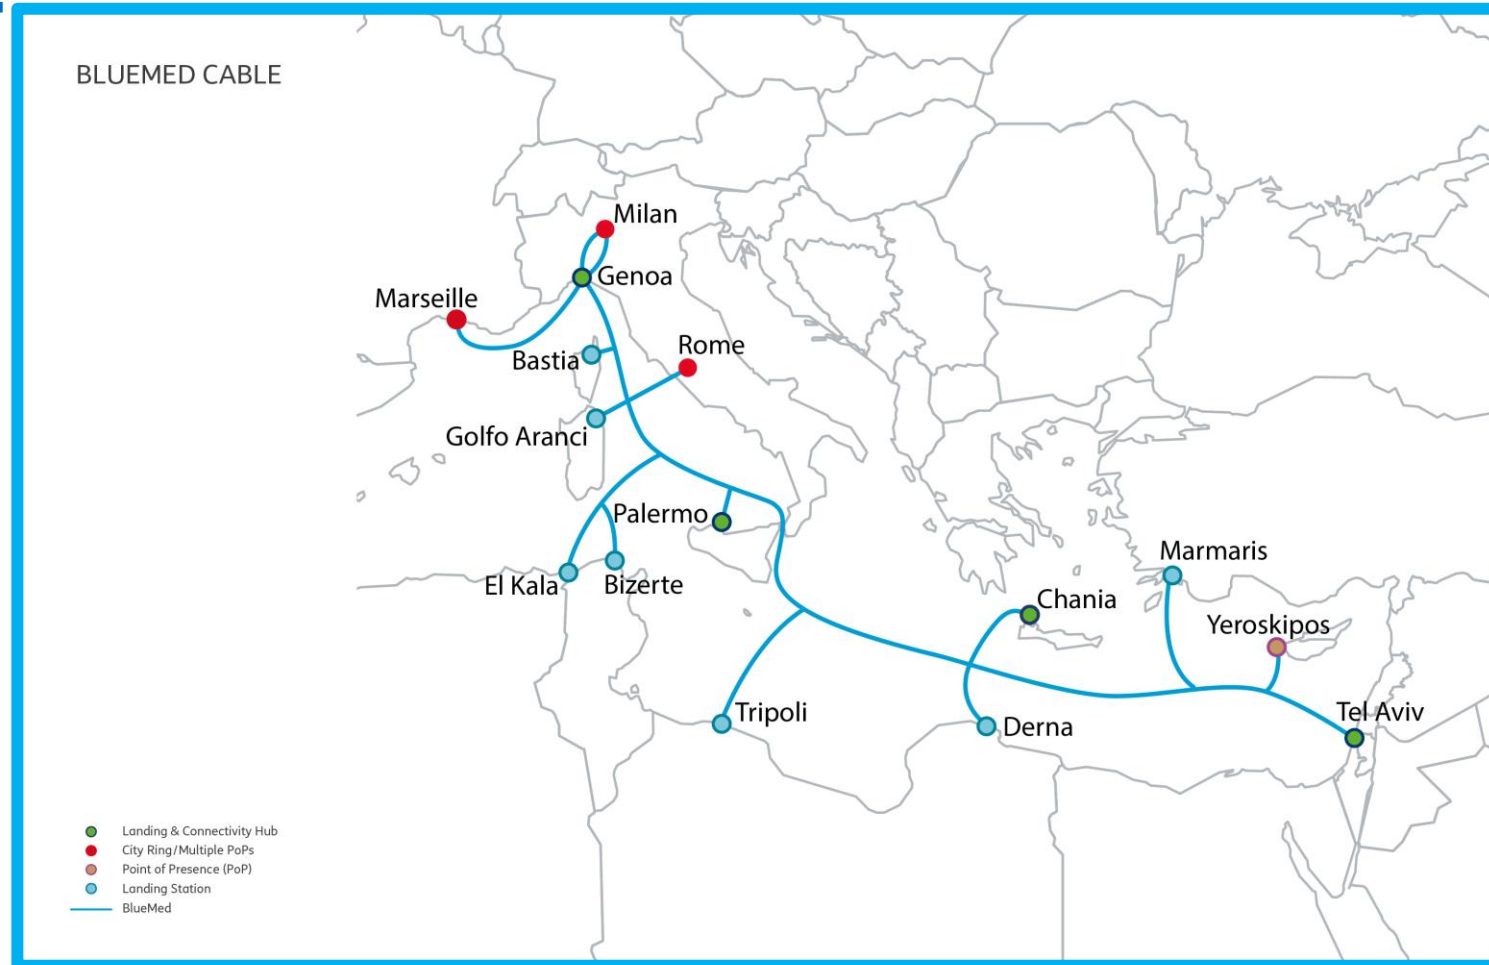 BLUEMED CABLE
Milan
Genoa
Marseille
Rome
Bastia
Golfo Aranci
Palermo
El Kala
Bizerte
Marmaris
Chania
Yeroskipos
Tripoli
Derna
Tel Aviv
Landing & Connectivity Hub
City Ring/Multiple PoPs
Point of Presence (PoP)
Landing Station
BlueMed